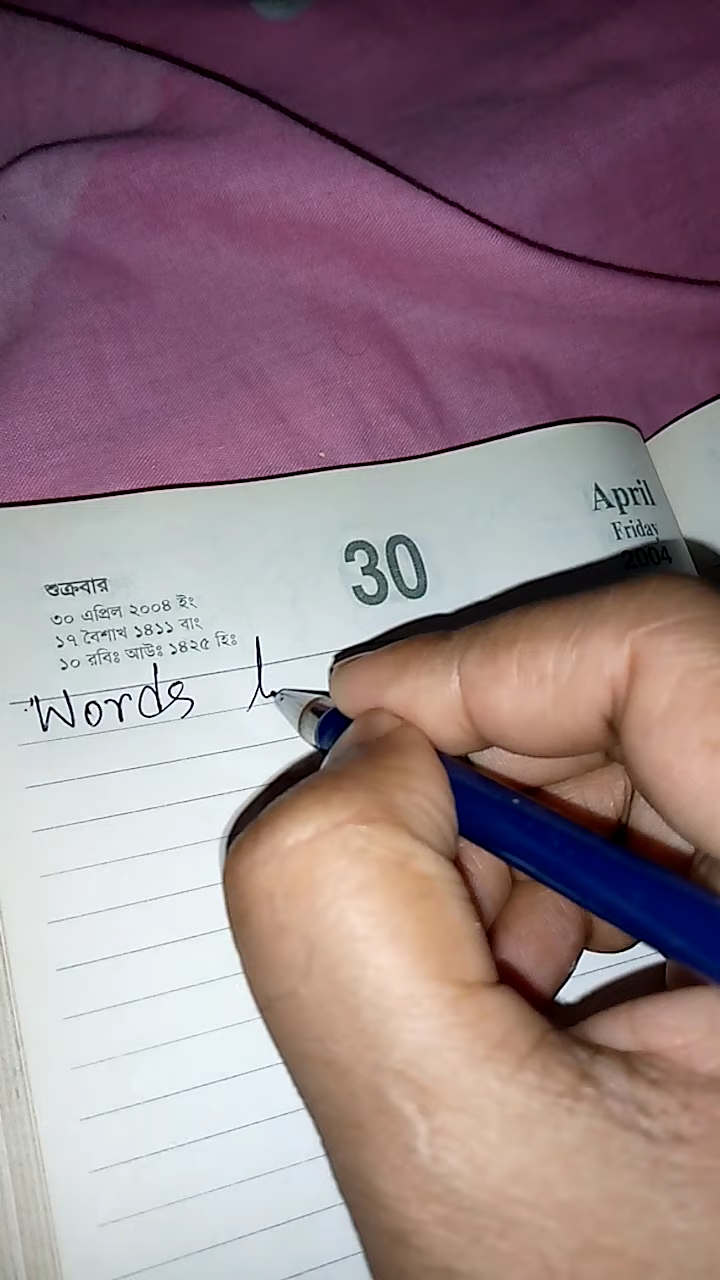 April
Friday
2004
30
শুক্রবার
৩০ এপ্রিল ২০০৪ ইং
১৭ বৈশাখ ১৪১১ বাং
১০ রবিঃ আউঃ ১৪২৫ হিঃ
"Words